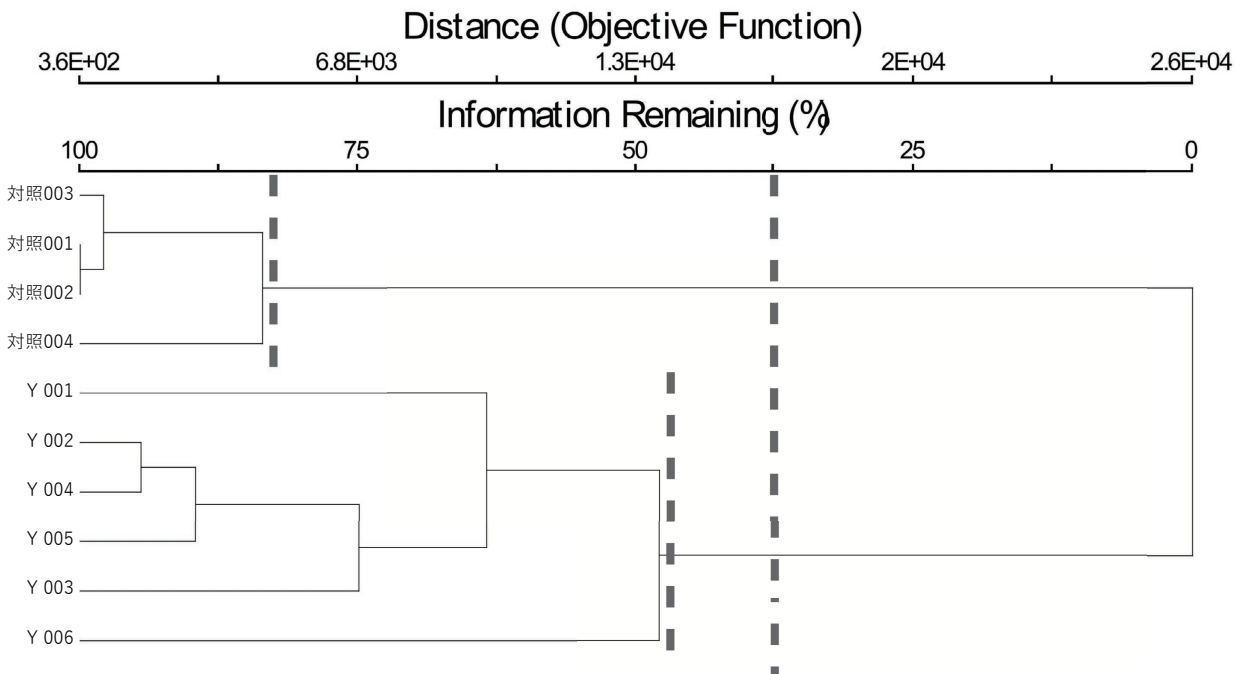 Distance (Objective Function)
3.6E+02 6.8E+03 1.3E+04 2E+04 2.6E+04
Information Remaining (%)
100 75 50 25 0
対照003
対照001
対照002
対照004
Y 001
Y 002
Y 004
Y 005
Y 003
Y 006